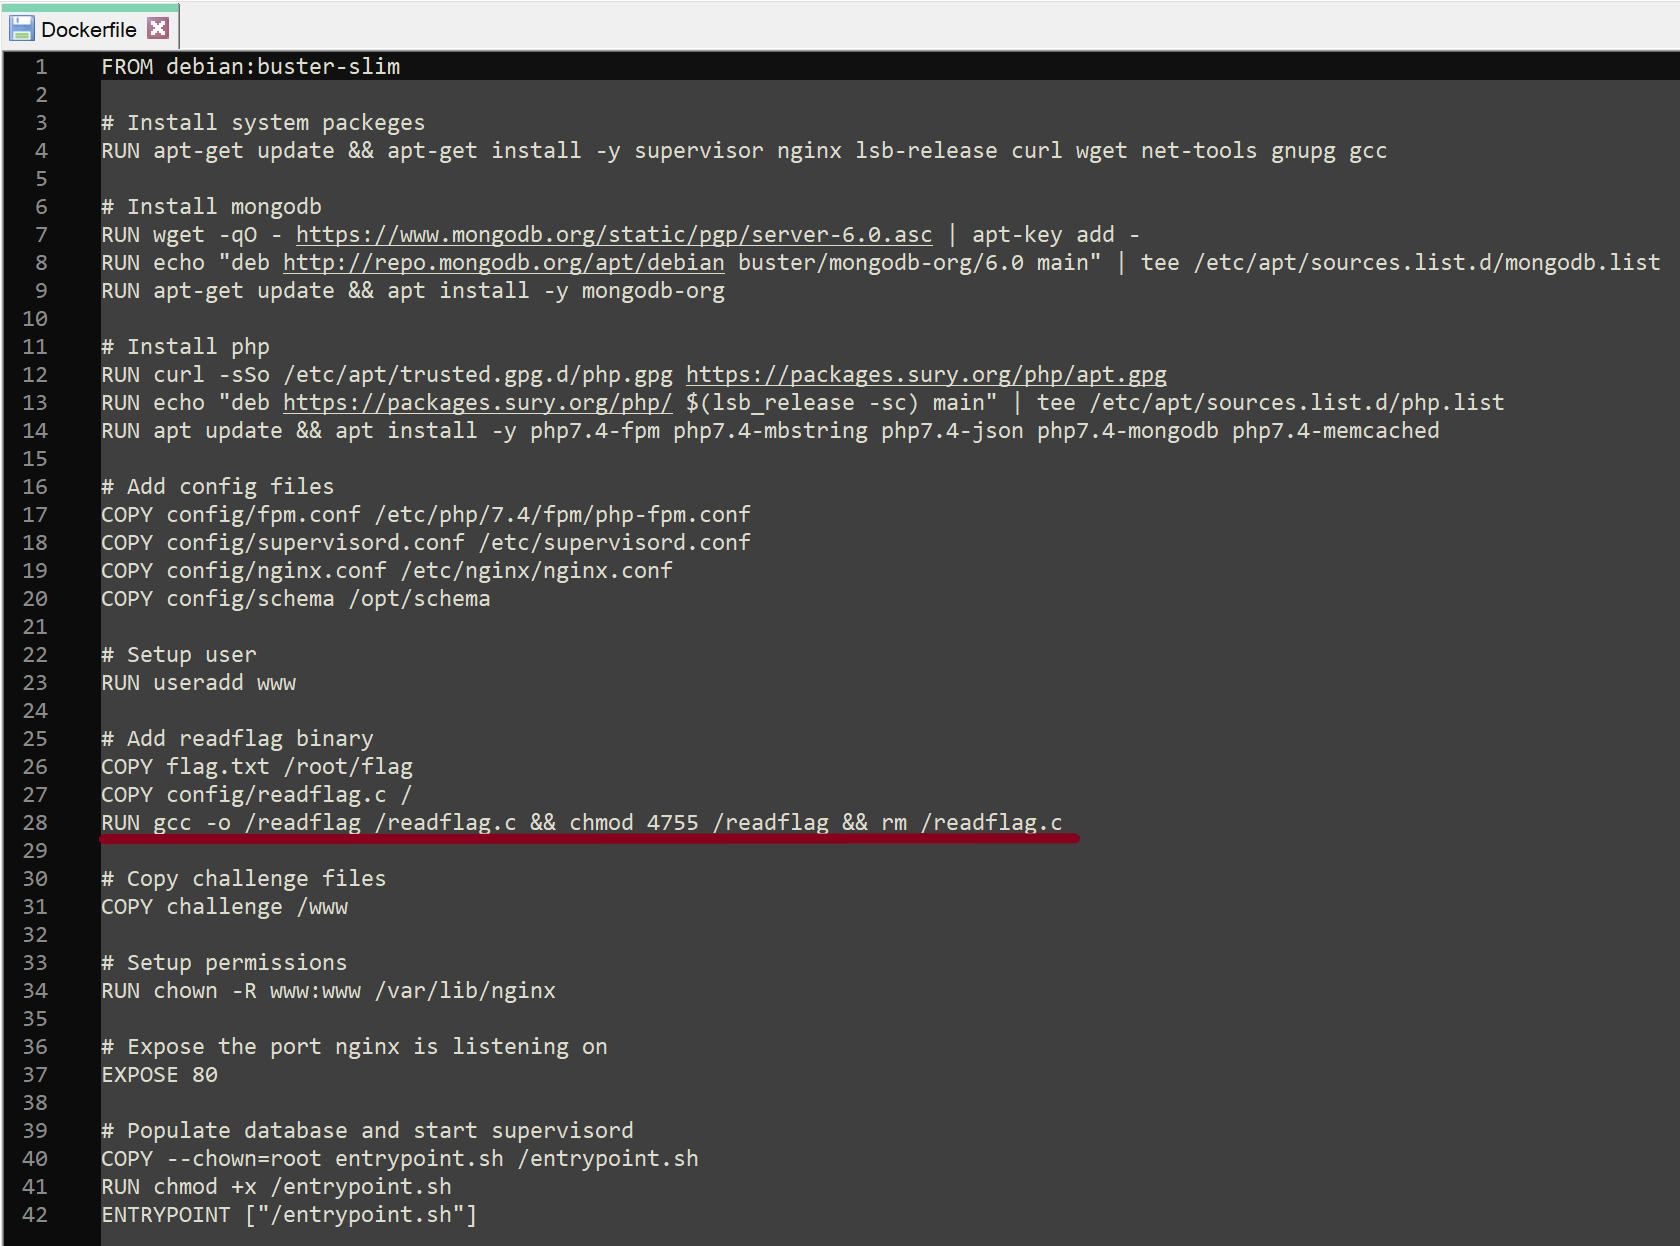 Dockerfile
1 FROM debian:buster-slim
2
3 # Install system packeges
4 RUN apt-get update && apt-get install -y supervisor nginx lsb-release curl wget net-tools gnupg gcc
5
6 # Install mongodb
7 RUN wget -qO - https://www.mongodb.org/static/pgp/server-6.0.asc | apt-key add -
8 RUN echo "deb http://repo.mongodb.org/apt/debian buster/mongodb-org/6.0 main" | tee /etc/apt/sources.list.d/mongodb.list
9 RUN apt-get update && apt install -y mongodb-org
10
11 # Install php
12 RUN curl -sSo /etc/apt/trusted.gpg.d/php.gpg https://packages.sury.org/php/apt.gpg
13 RUN echo "deb https://packages.sury.org/php/ $(lsb_release -sc) main" | tee /etc/apt/sources.list.d/php.list
14 RUN apt update && apt install -y php7.4-fpm php7.4-mbstring php7.4-json php7.4-mongodb php7.4-memcached
15
16 # Add config files
17 COPY config/fpm.conf /etc/php/7.4/fpm/php-fpm.conf
18 COPY config/supervisord.conf /etc/supervisord.conf
19 COPY config/nginx.conf /etc/nginx/nginx.conf
20 COPY config/schema /opt/schema
21
22 # Setup user
23 RUN useradd www
24
25 # Add readflag binary
26 COPY flag.txt /root/flag
27 COPY config/readflag.c /
28 RUN gcc -o /readflag /readflag.c && chmod 4755 /readflag && rm /readflag.c
29
30 # Copy challenge files
31 COPY challenge /www
32
33 # Setup permissions
34 RUN chown -R www:www /var/lib/nginx
35
36 # Expose the port nginx is listening on
37 EXPOSE 80
38
39 # Populate database and start supervisord
40 COPY --chown=root entrypoint.sh /entrypoint.sh
41 RUN chmod +x /entrypoint.sh
42 ENTRYPOINT ["/entrypoint.sh"]